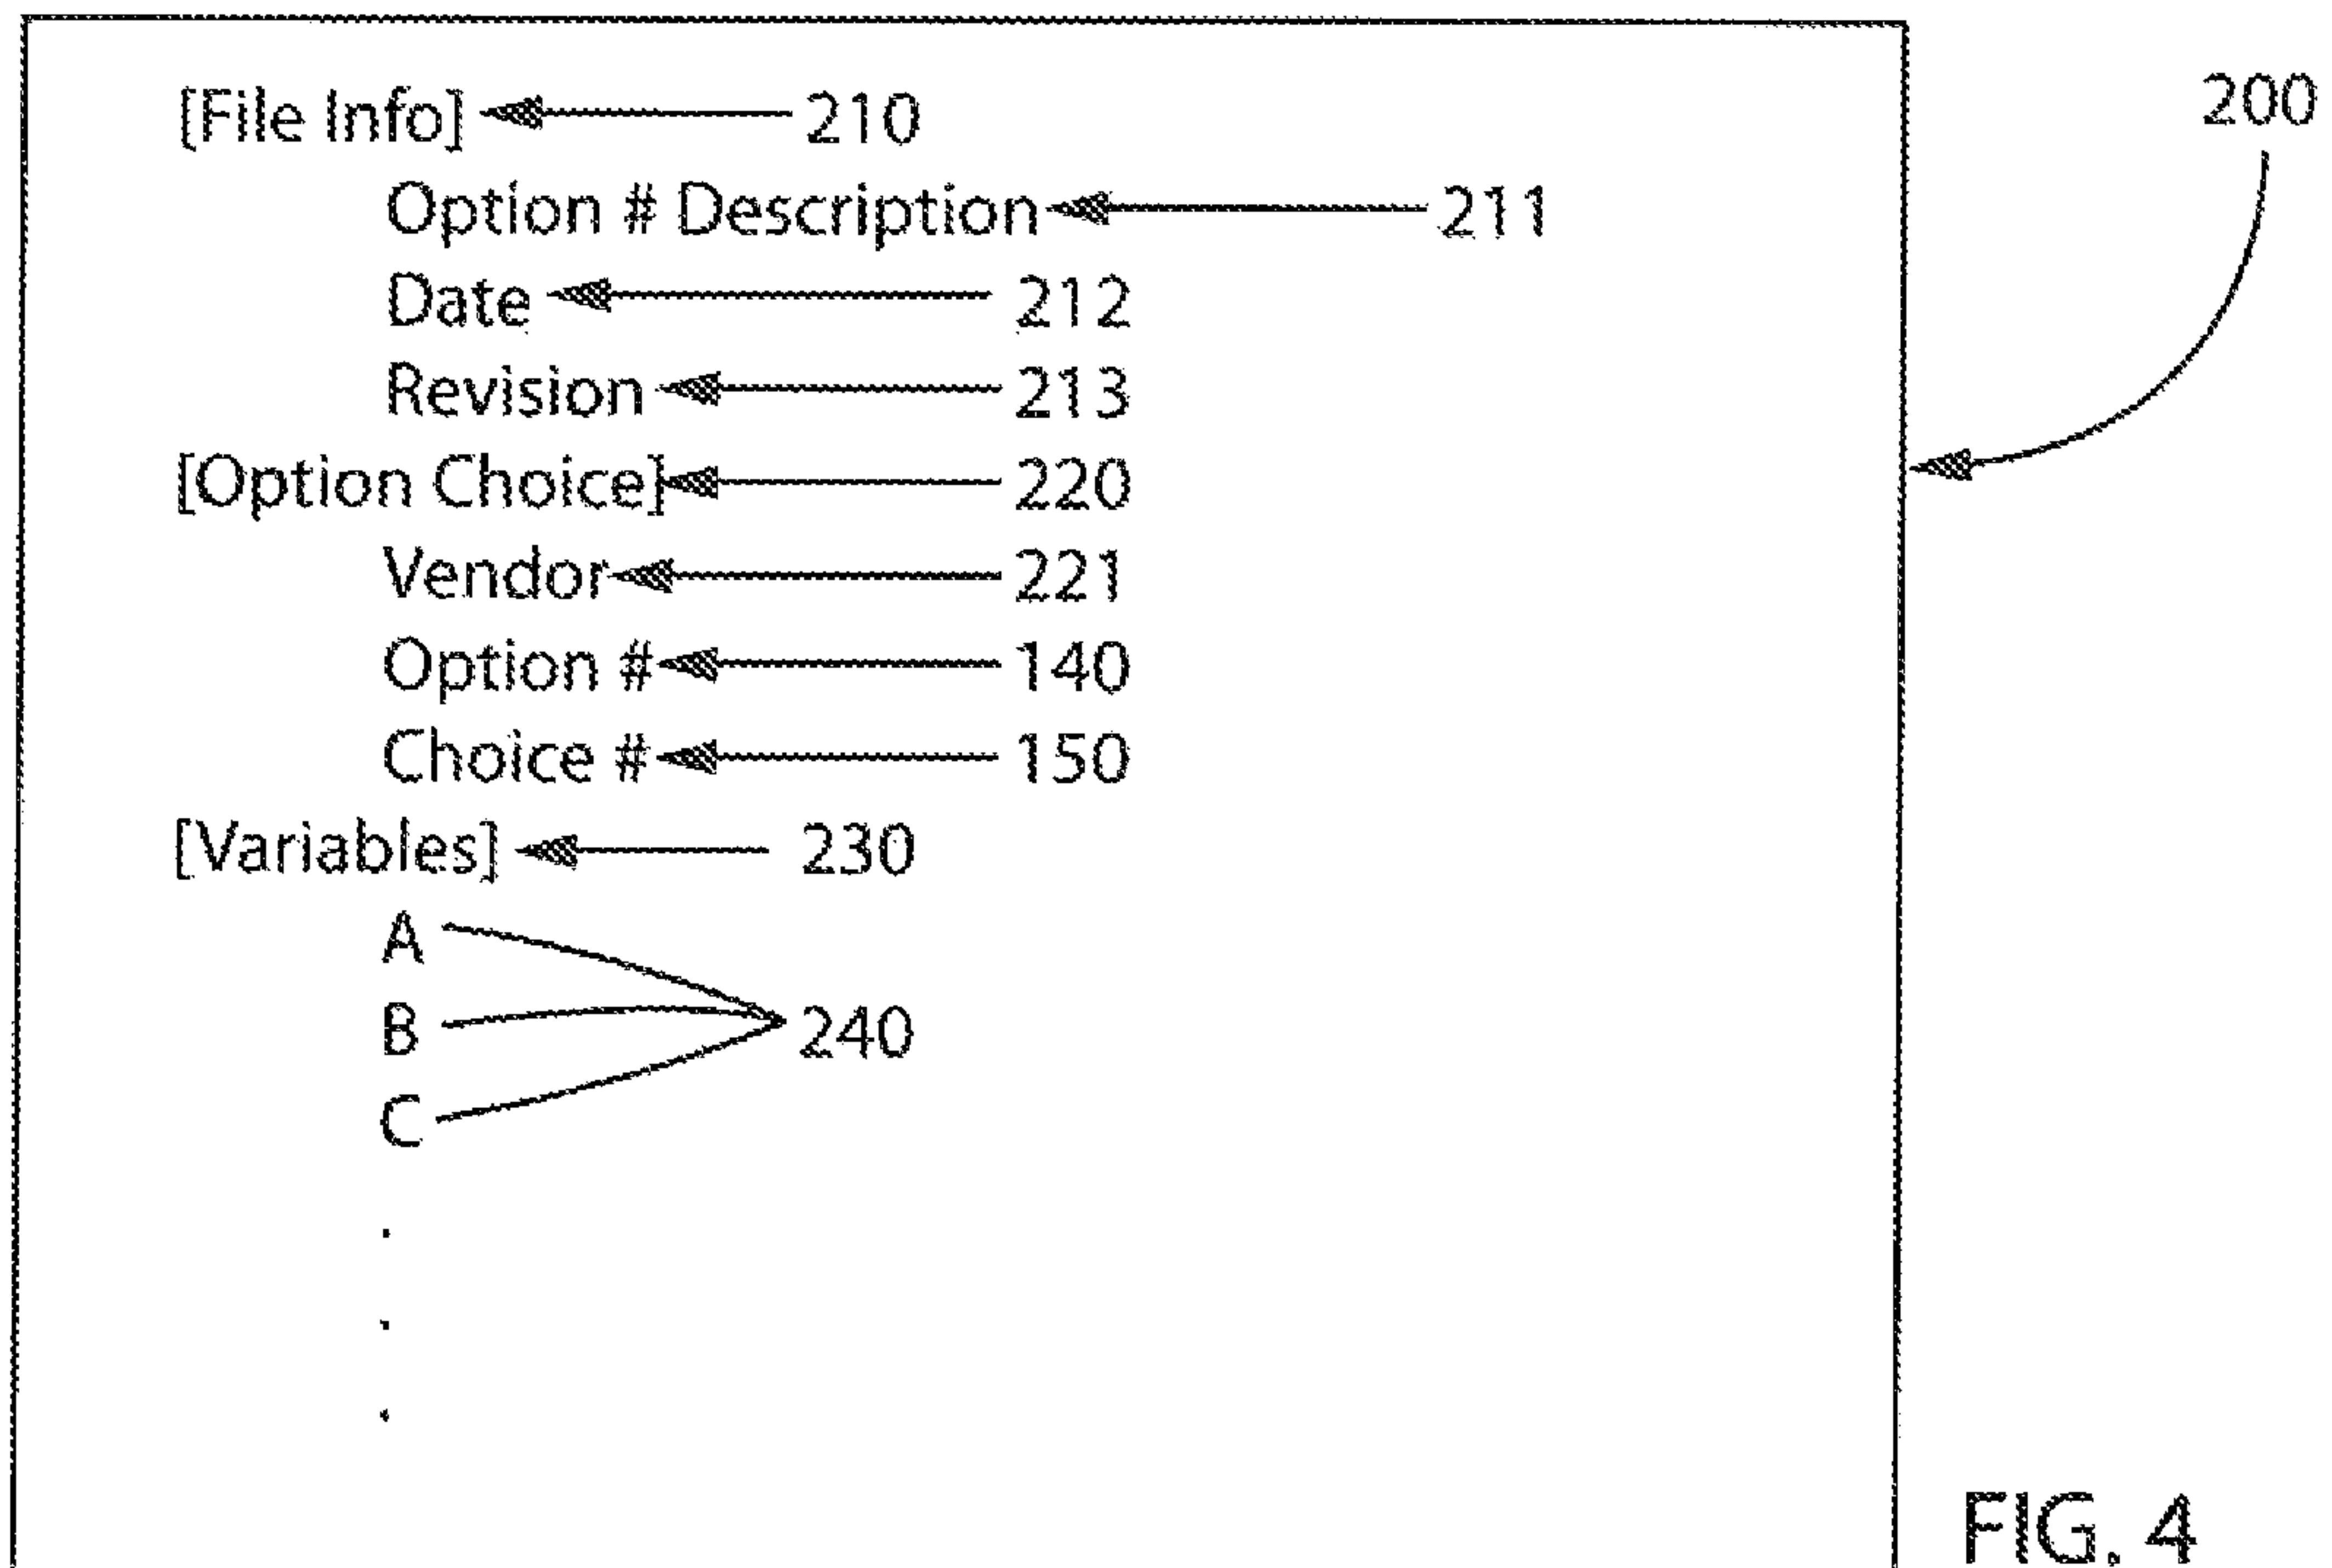 [File Info] 210
200
Option # Description 211
Date 212
Revision 213
[Option Choice] 220
Vendor 221
Option # 140
Choice # 150
[Variables] 230
A
B 240
C
.
.
.
FIG. 4